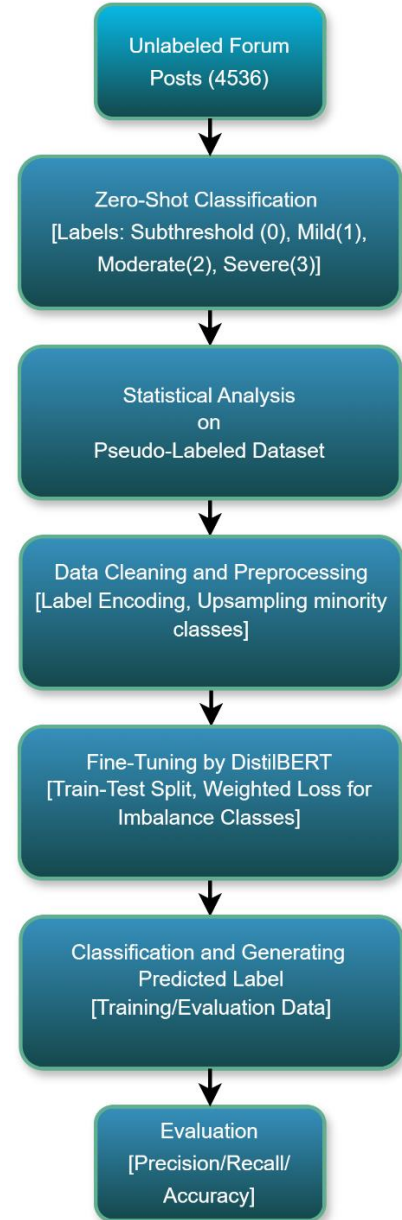 Unlabeled Forum
Posts (4536)
Zero-Shot Classification
[Labels: Subthreshold (0), Mild(1),
Moderate(2), Severe(3)]
Statistical Analysis
on
Pseudo-Labeled Dataset
Data Cleaning and Preprocessing
[Label Encoding, Upsampling minority
classes]
Fine-Tuning by DistilBERT
[Train-Test Split, Weighted Loss for
Imbalance Classes]
Classification and Generating
Predicted Label
[Training/Evaluation Data]
Evaluation
[Precision/Recall/
Accuracy]